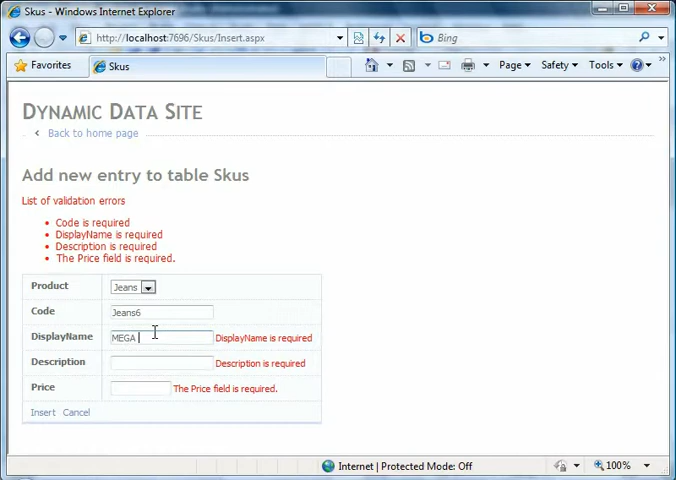 Skus - Windows Internet Explorer
http://localhost:7696/Skus/Insert.aspx
Bing
Favorites Skus Page Safety Tools
DYNAMIC DATA SITE
Back to home page
Add new entry to table Skus
List of validation errors
Code is required
DisplayName is required
Description is required
The Price field is required.
Product Jeans
Code Jeans6
DisplayName MEGA DisplayName is required
Description Description is required
Price The Price field is required.
Insert Cancel
Internet | Protected Mode: Off 100%